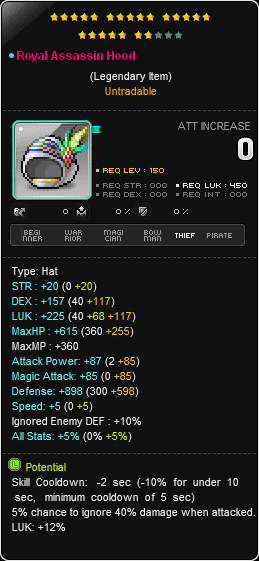 Royal Assassin Hood
(Legendary Item)
Untradable
ATT INCREASE
0
REQ LEV : 150
REQ STR : 000 REQ LUK : 450
REQ DEX : 000 REQ INT : 000
0 0 % 0 %
BEGINNER WARRIOR MAGICIAN BOWMAN THIEF PIRATE
Type: Hat
STR : +20 (0 +20)
DEX : +157 (40 +117)
LUK : +225 (40 +68 +117)
MaxHP : +615 (360 +255)
MaxMP : +360
Attack Power: +87 (2 +85)
Magic Attack: +85 (0 +85)
Defense: +898 (300 +598)
Speed: +5 (0 +5)
Ignored Enemy DEF : +10%
All Stats: +5% (0% +5%)
L Potential
Skill Cooldown: -2 sec (-10% for under 10
sec, minimum cooldown of 5 sec)
5% chance to ignore 40% damage when attacked.
LUK: +12%